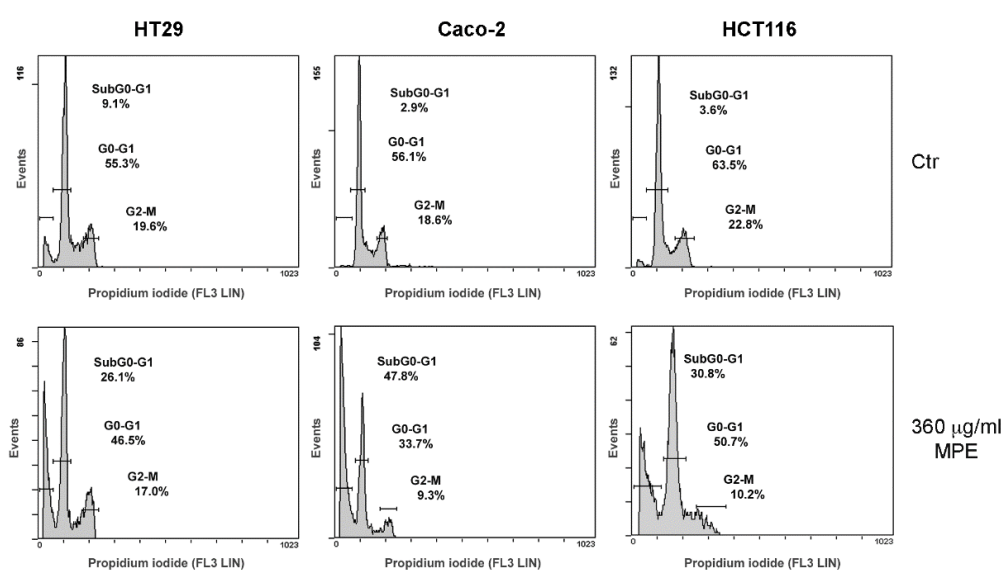 HT29
Caco-2
HCT116
116
Events
SubG0-G1
9.1%
G0-G1
55.3%
G2-M
19.6%
0
1023
Propidium iodide (FL3 LIN)
155
Events
SubG0-G1
2.9%
G0-G1
56.1%
G2-M
18.6%
0
1023
Propidium iodide (FL3 LIN)
132
Events
SubG0-G1
3.6%
G0-G1
63.5%
G2-M
22.8%
0
1023
Propidium iodide (FL3 LIN)
Ctr
86
Events
SubG0-G1
26.1%
G0-G1
46.5%
G2-M
17.0%
0
1023
Propidium iodide (FL3 LIN)
104
Events
SubG0-G1
47.8%
G0-G1
33.7%
G2-M
9.3%
0
1023
Propidium iodide (FL3 LIN)
62
Events
SubG0-G1
30.8%
G0-G1
50.7%
G2-M
10.2%
0
1023
Propidium iodide (FL3 LIN)
360 µg/ml
MPE